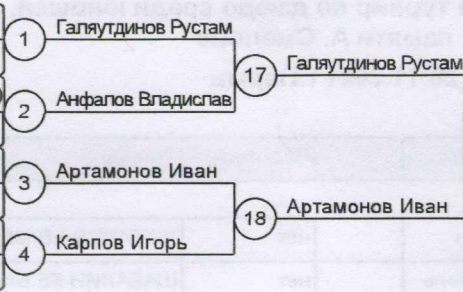 1 Галяутдинов Рустам
17 Галяутдинов Рустам
2 Анфалов Владислав
3 Артамонов Иван
18 Артамонов Иван
4 Карпов Игорь